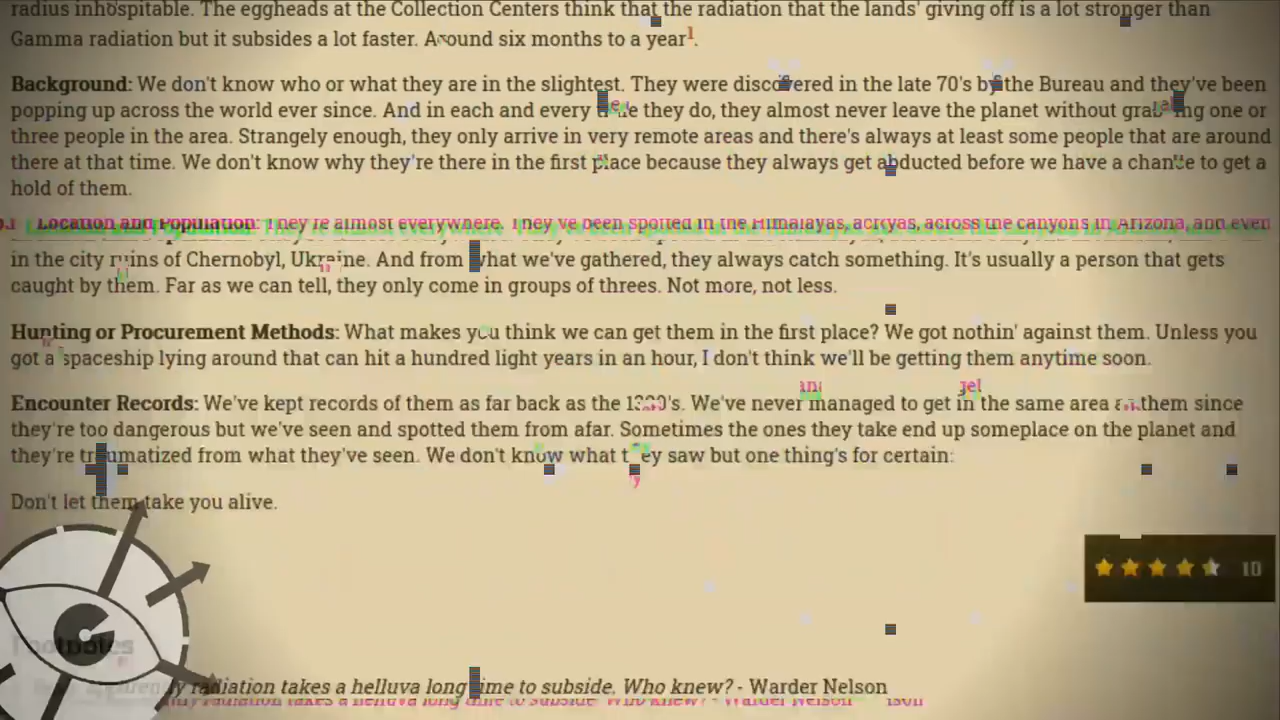 radius inhospitable. The eggheads at the Collection Centers think that the radiation that the lands' giving off is a lot stronger than
Gamma radiation but it subsides a lot faster. Around six months to a year¹.
Background: We don't know who or what they are in the slightest. They were discovered in the late 70's by the Bureau and they've been
popping up across the world ever since. And in each and every time they do, they almost never leave the planet without grabbing one or
three people in the area. Strangely enough, they only arrive in very remote areas and there's always at least some people that are around
there at that time. We don't know why they're there in the first place because they always get abducted before we have a chance to get a
hold of them.
Location and Population: They're almost everywhere. They've been spotted in the Himalayas, across the canyons in Arizona, and even
in the city ruins of Chernobyl, Ukraine. And from what we've gathered, they always catch something. It's usually a person that gets
caught by them. Far as we can tell, they only come in groups of threes. Not more, not less.
Hunting or Procurement Methods: What makes you think we can get them in the first place? We got nothin' against them. Unless you
got a spaceship lying around that can hit a hundred light years in an hour, I don't think we'll be getting them anytime soon.
Encounter Records: We've kept records of them as far back as the We've never managed to get in the same area as them since
they're too dangerous but we've seen and spotted them from afar. Sometimes the ones they take end up someplace on the planet and
they're traumatized from what they've seen. We don't know what they saw but one thing's for certain:
Don't let them take you alive.
10
Footnotes
radiation takes a helluva long time to subside. Who knew? - Warder Nelson